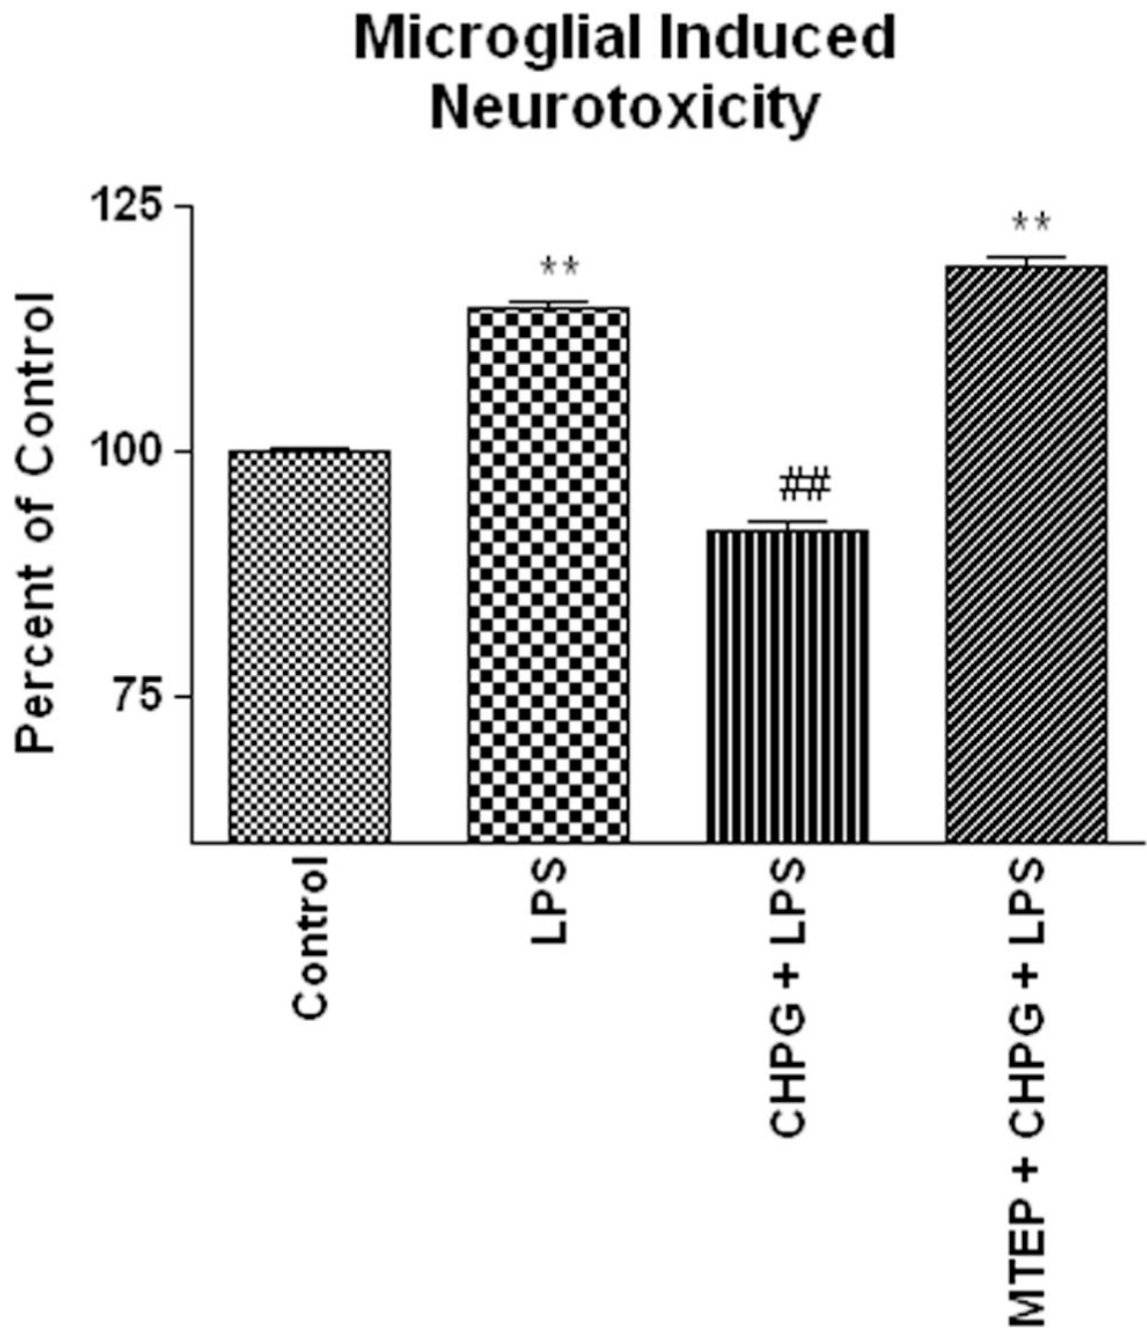 Microglial Induced
Neurotoxicity
Percent of Control
125
100
75
**
##
**
Control
LPS
CHPG + LPS
MTEP + CHPG + LPS